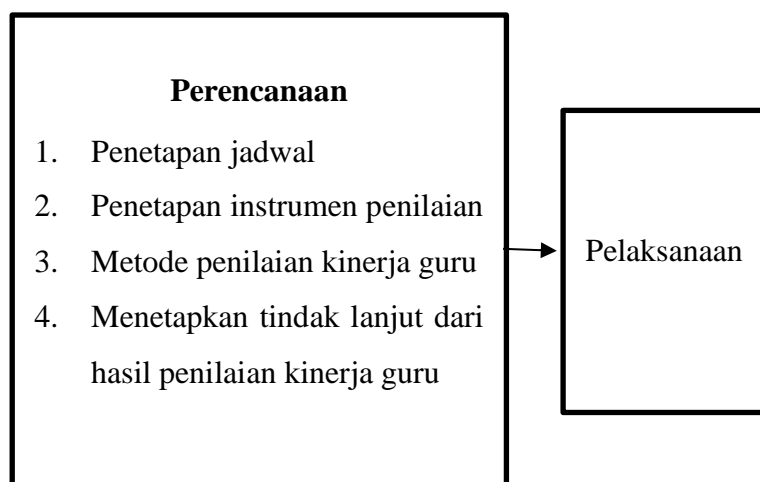 Perencanaan
1. Penetapan jadwal
2. Penetapan instrumen penilaian
3. Metode penilaian kinerja guru
4. Menetapkan tindak lanjut dari
hasil penilaian kinerja guru
Pelaksanaan